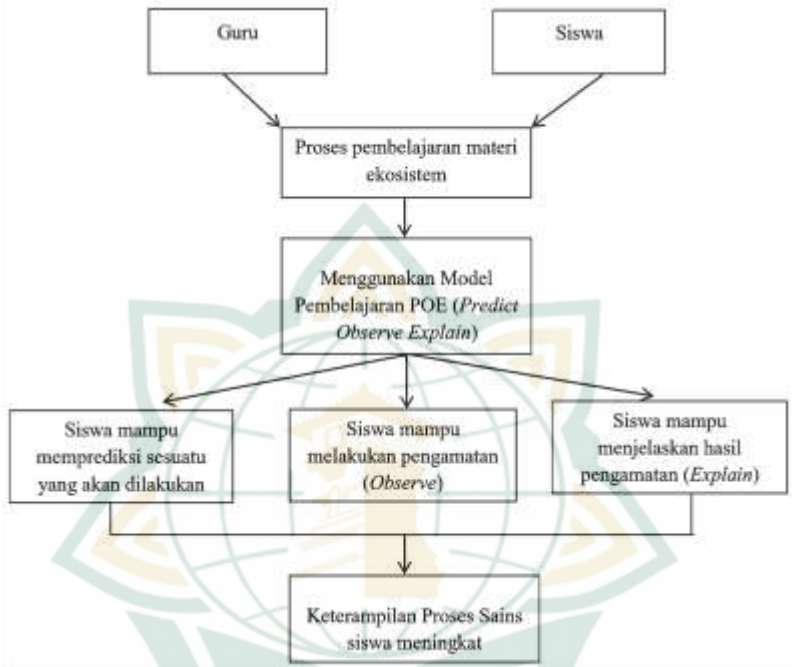 Guru
Siswa
Proses pembelajaran materi
ekosistem
Menggunakan Model
Pembelajaran POE (Predict
Observe Explain)
Siswa mampu
memprediksi sesuatu
yang akan dilakukan
Siswa mampu
melakukan pengamatan
(Observe)
Siswa mampu
menjelaskan hasil
pengamatan (Explain)
Keterampilan Proses Sains
siswa meningkat